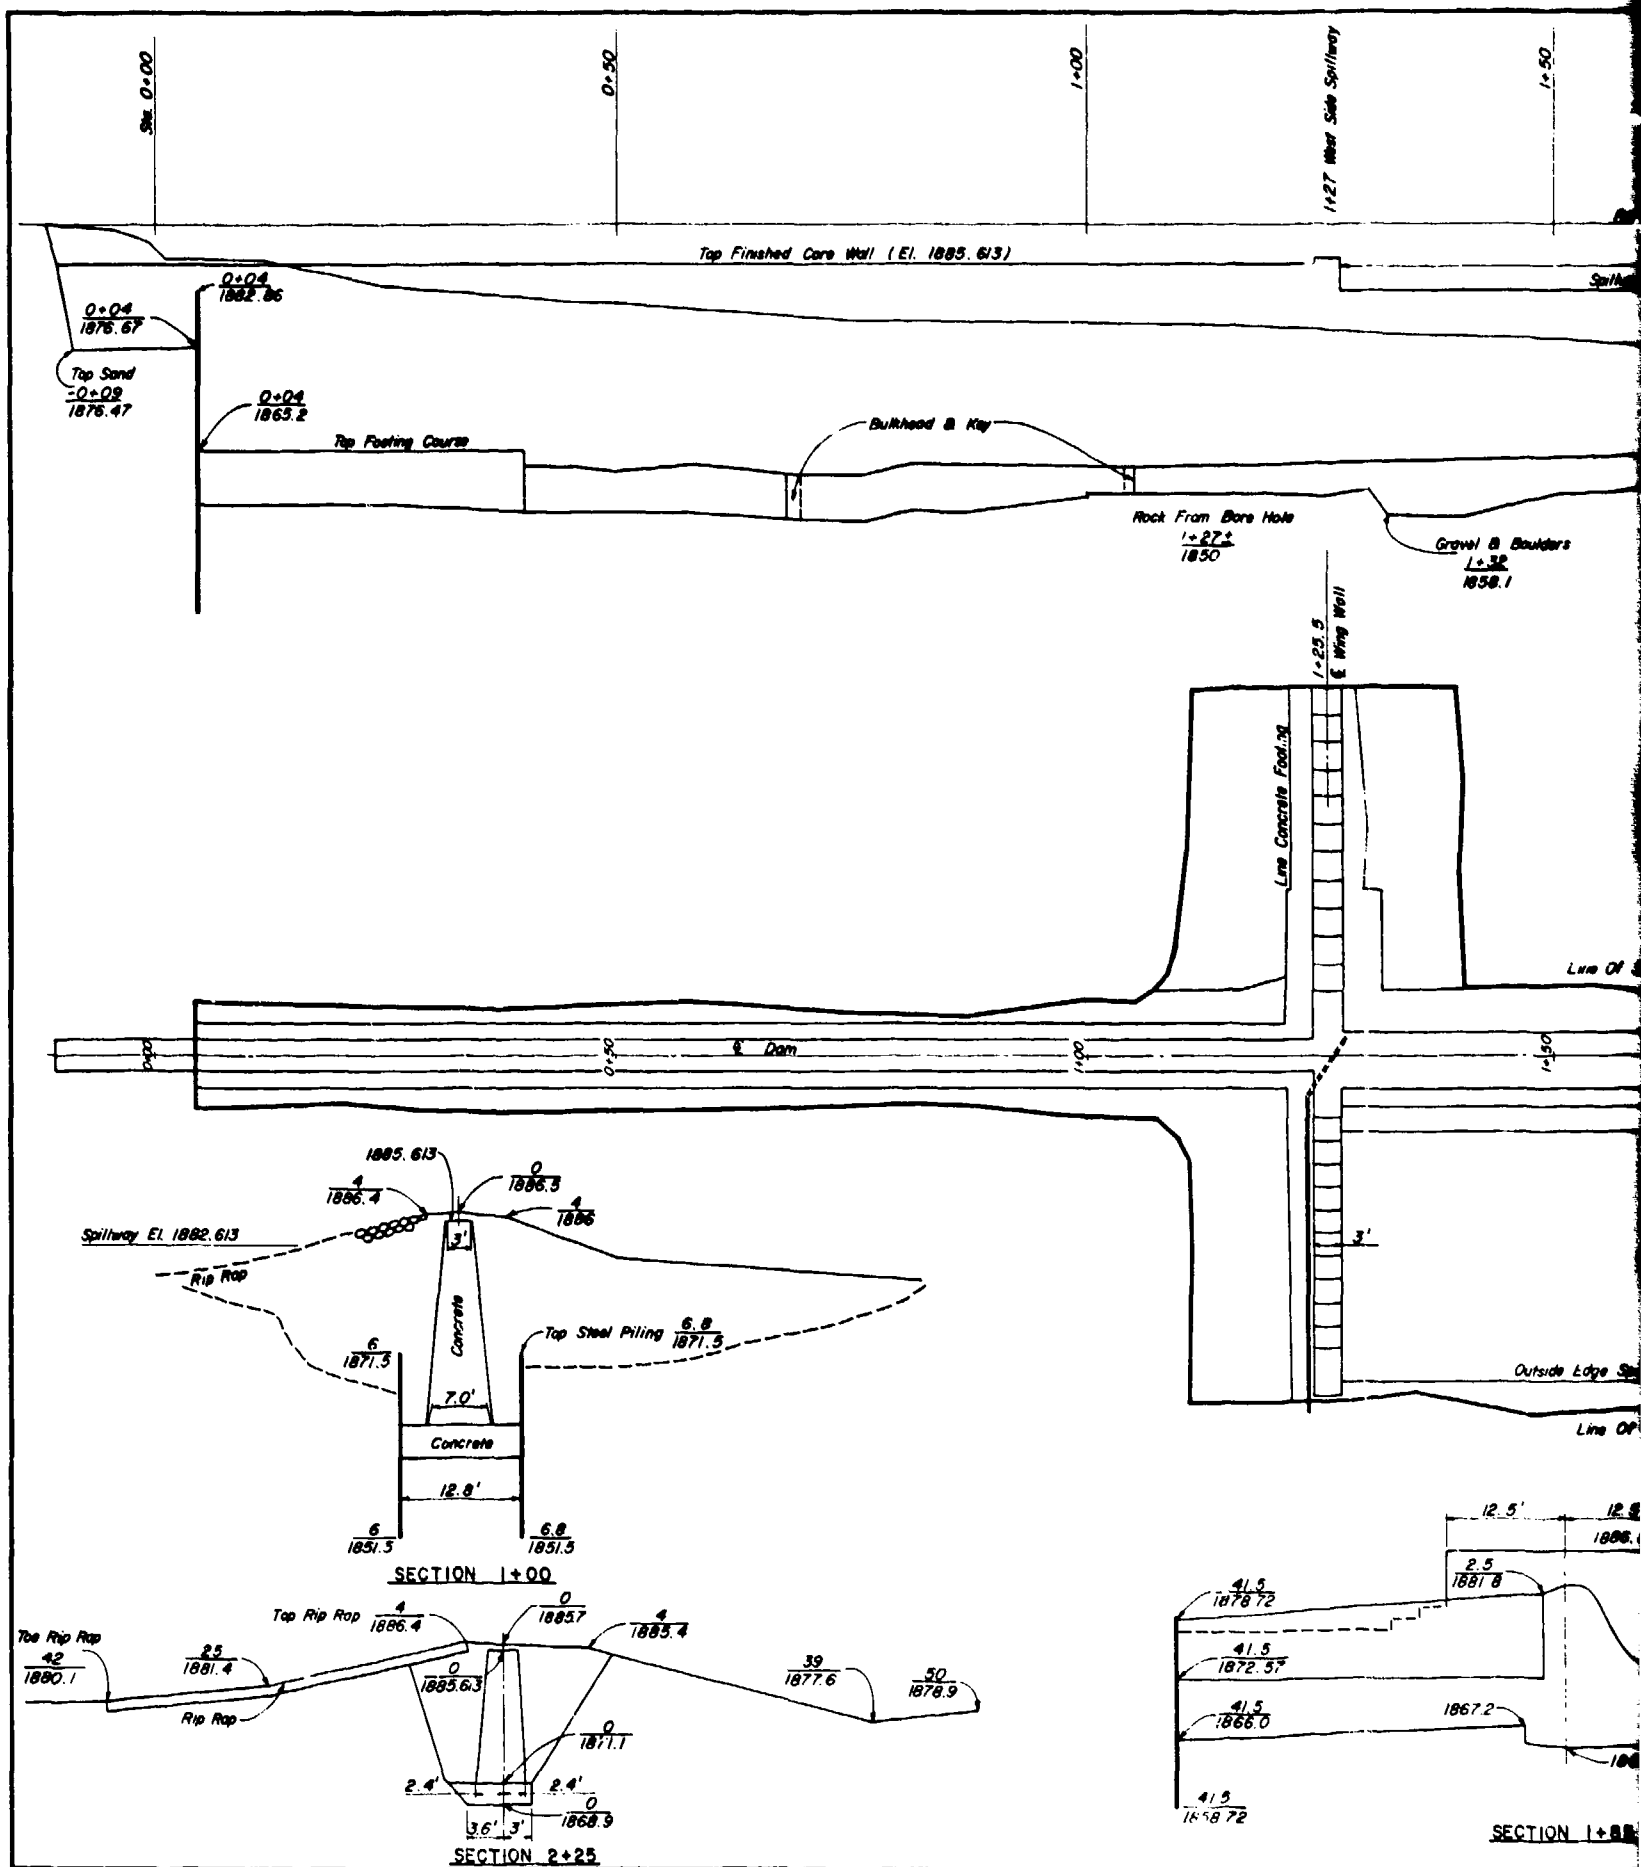 Sta. 0+00
0+50
1+00
1+27 West Side Spillway
1+50
Top Finished Core Wall (El. 1885.613)
0+04
1882.86
0+04
1876.67
Top Sand
-0+09
1876.47
0+04
1865.2
Top Footing Course
Bulkhead & Key
Rock From Bore Hole
1+27±
1850
Gravel & Boulders
1+32
1858.1
1+25.5
℄ Wing Wall
Line Concrete Footing
Line Of
0+00
0+50
℄ Dam
1+00
1+50
1885.613
4
1886.4
0
1886.5
4
1886
Spillway El. 1882.613
3'
Rip Rap
Concrete
Top Steel Piling 6.8
1871.5
6
1871.5
7.0'
Concrete
12.8'
6
1851.5
6.8
1851.5
SECTION 1+00
3'
Outside Edge
Line Of
Top Rip Rap 4
1886.4
0
1885.7
4
1885.4
Toe Rip Rap
42
1880.1
25
1881.4
0
1885.613
39
1877.6
50
1878.9
Rip Rap
0
1871.1
2.4'
2.4'
0
1868.9
3.6'
3'
SECTION 2+25
12.5'
12.5
2.5
1881.8
41.5
1878.72
41.5
1872.57
41.5
1866.0
1867.2
41.5
1858.72
SECTION 1+88